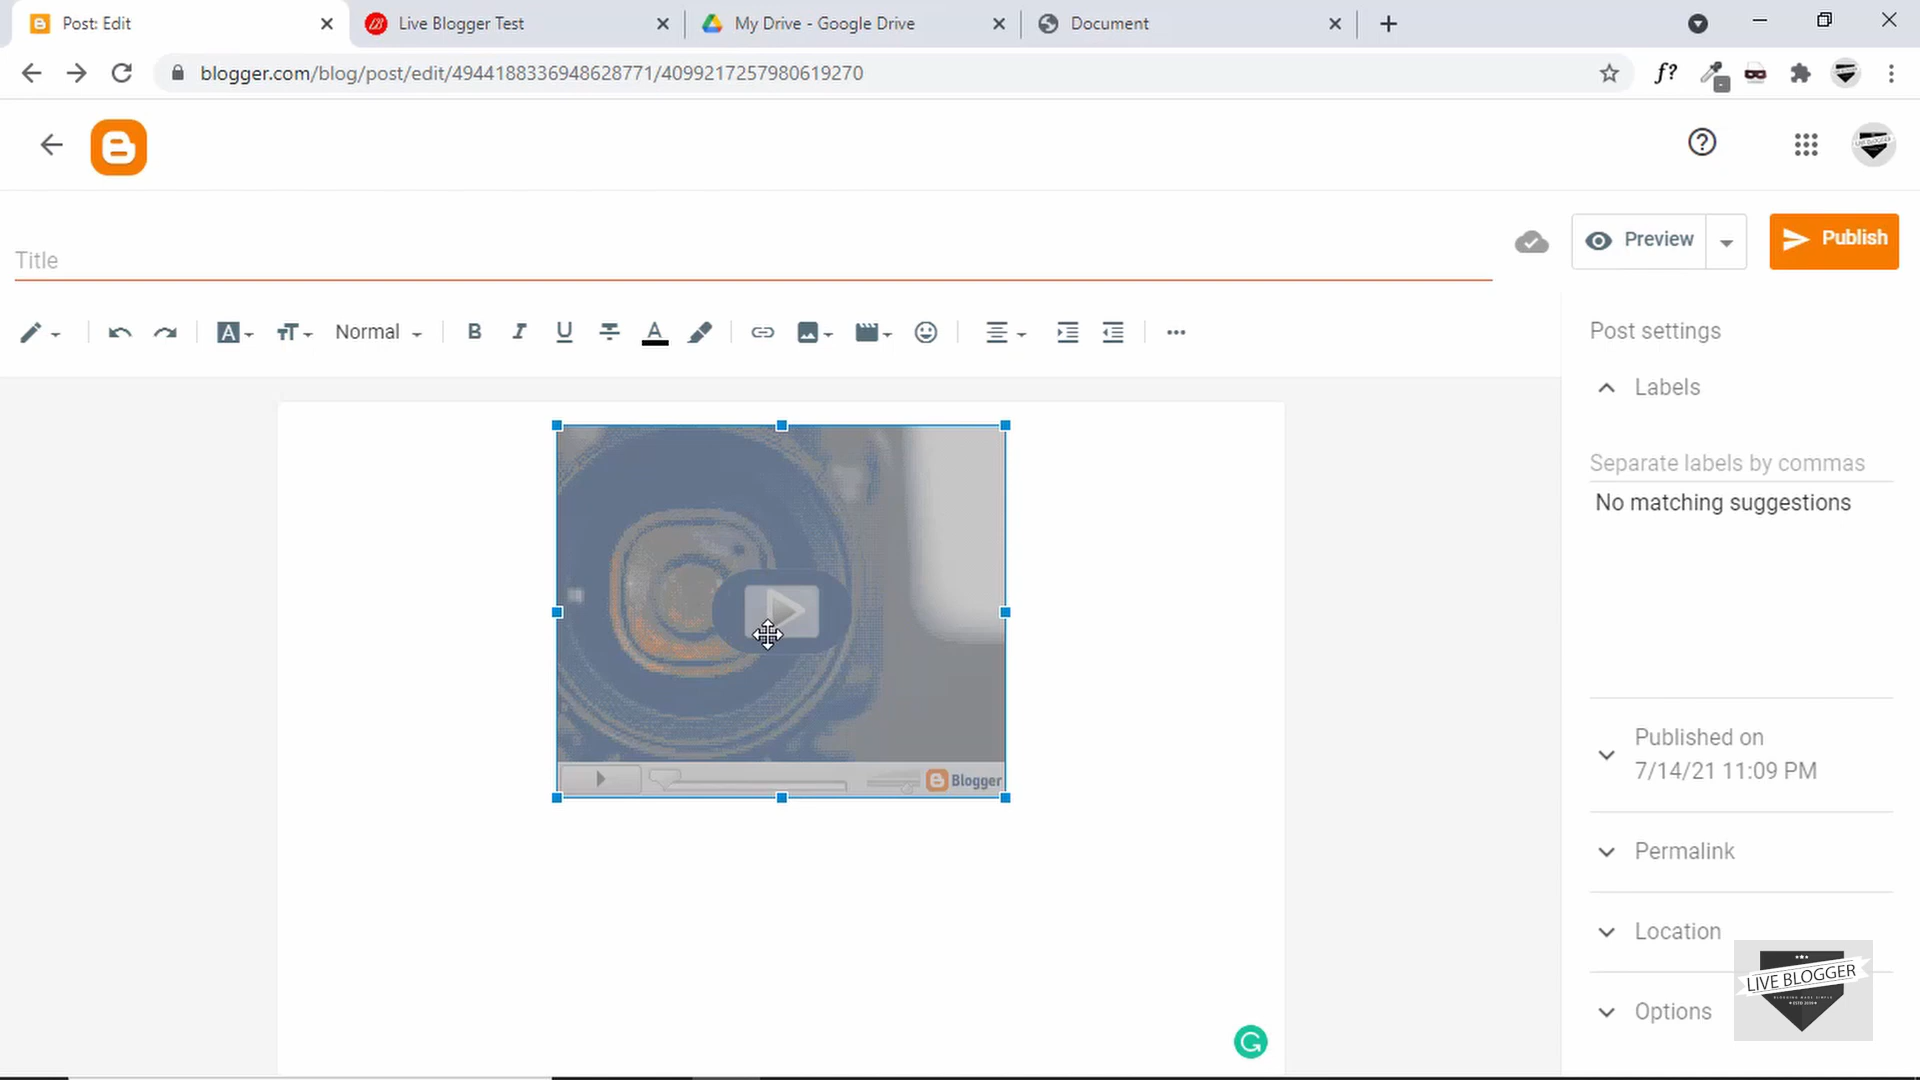 Post: Edit
Live Blogger Test
My Drive - Google Drive
Document
blogger.com/blog/post/edit/4944188336948628771/4099217257980619270
f?
Title
Preview
Publish
Normal
B I U A
Post settings
Labels
Separate labels by commas
No matching suggestions
Published on
7/14/21 11:09 PM
Permalink
Location
Options
Blogger
LIVE BLOGGER